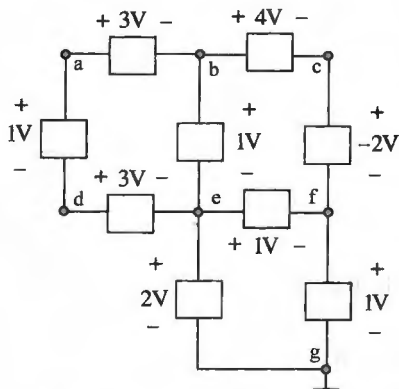 + 3V − + 4V −
a b c
+ + +
1V 1V −2V
− − −
+ 3V −
d e f
+ 1V −
+ +
2V 1V
− −
g